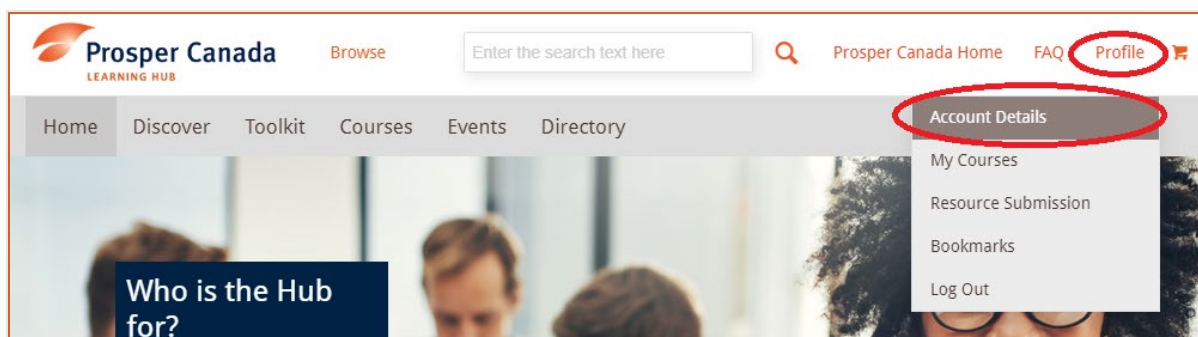 Prosper Canada
LEARNING HUB
Browse
Enter the search text here
Prosper Canada Home
FAQ
Profile
Home
Discover
Toolkit
Courses
Events
Directory
Account Details
My Courses
Resource Submission
Bookmarks
Log Out
Who is the Hub
for?